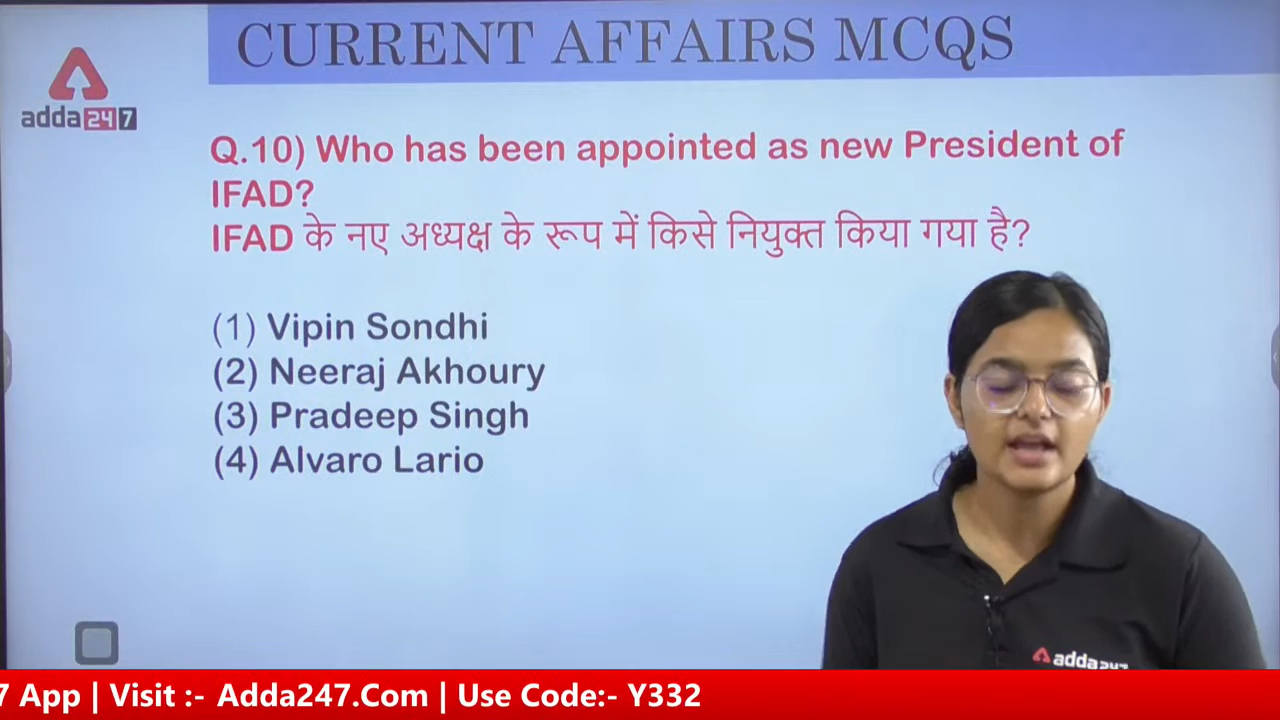 CURRENT AFFAIRS MCQS
adda247
Q.10) Who has been appointed as new President of
IFAD?
IFAD के नए अध्यक्ष के रूप में किसे नियुक्त किया गया है?
(1) Vipin Sondhi
(2) Neeraj Akhoury
(3) Pradeep Singh
(4) Alvaro Lario
adda247
7 App | Visit :- Adda247.Com | Use Code:- Y332